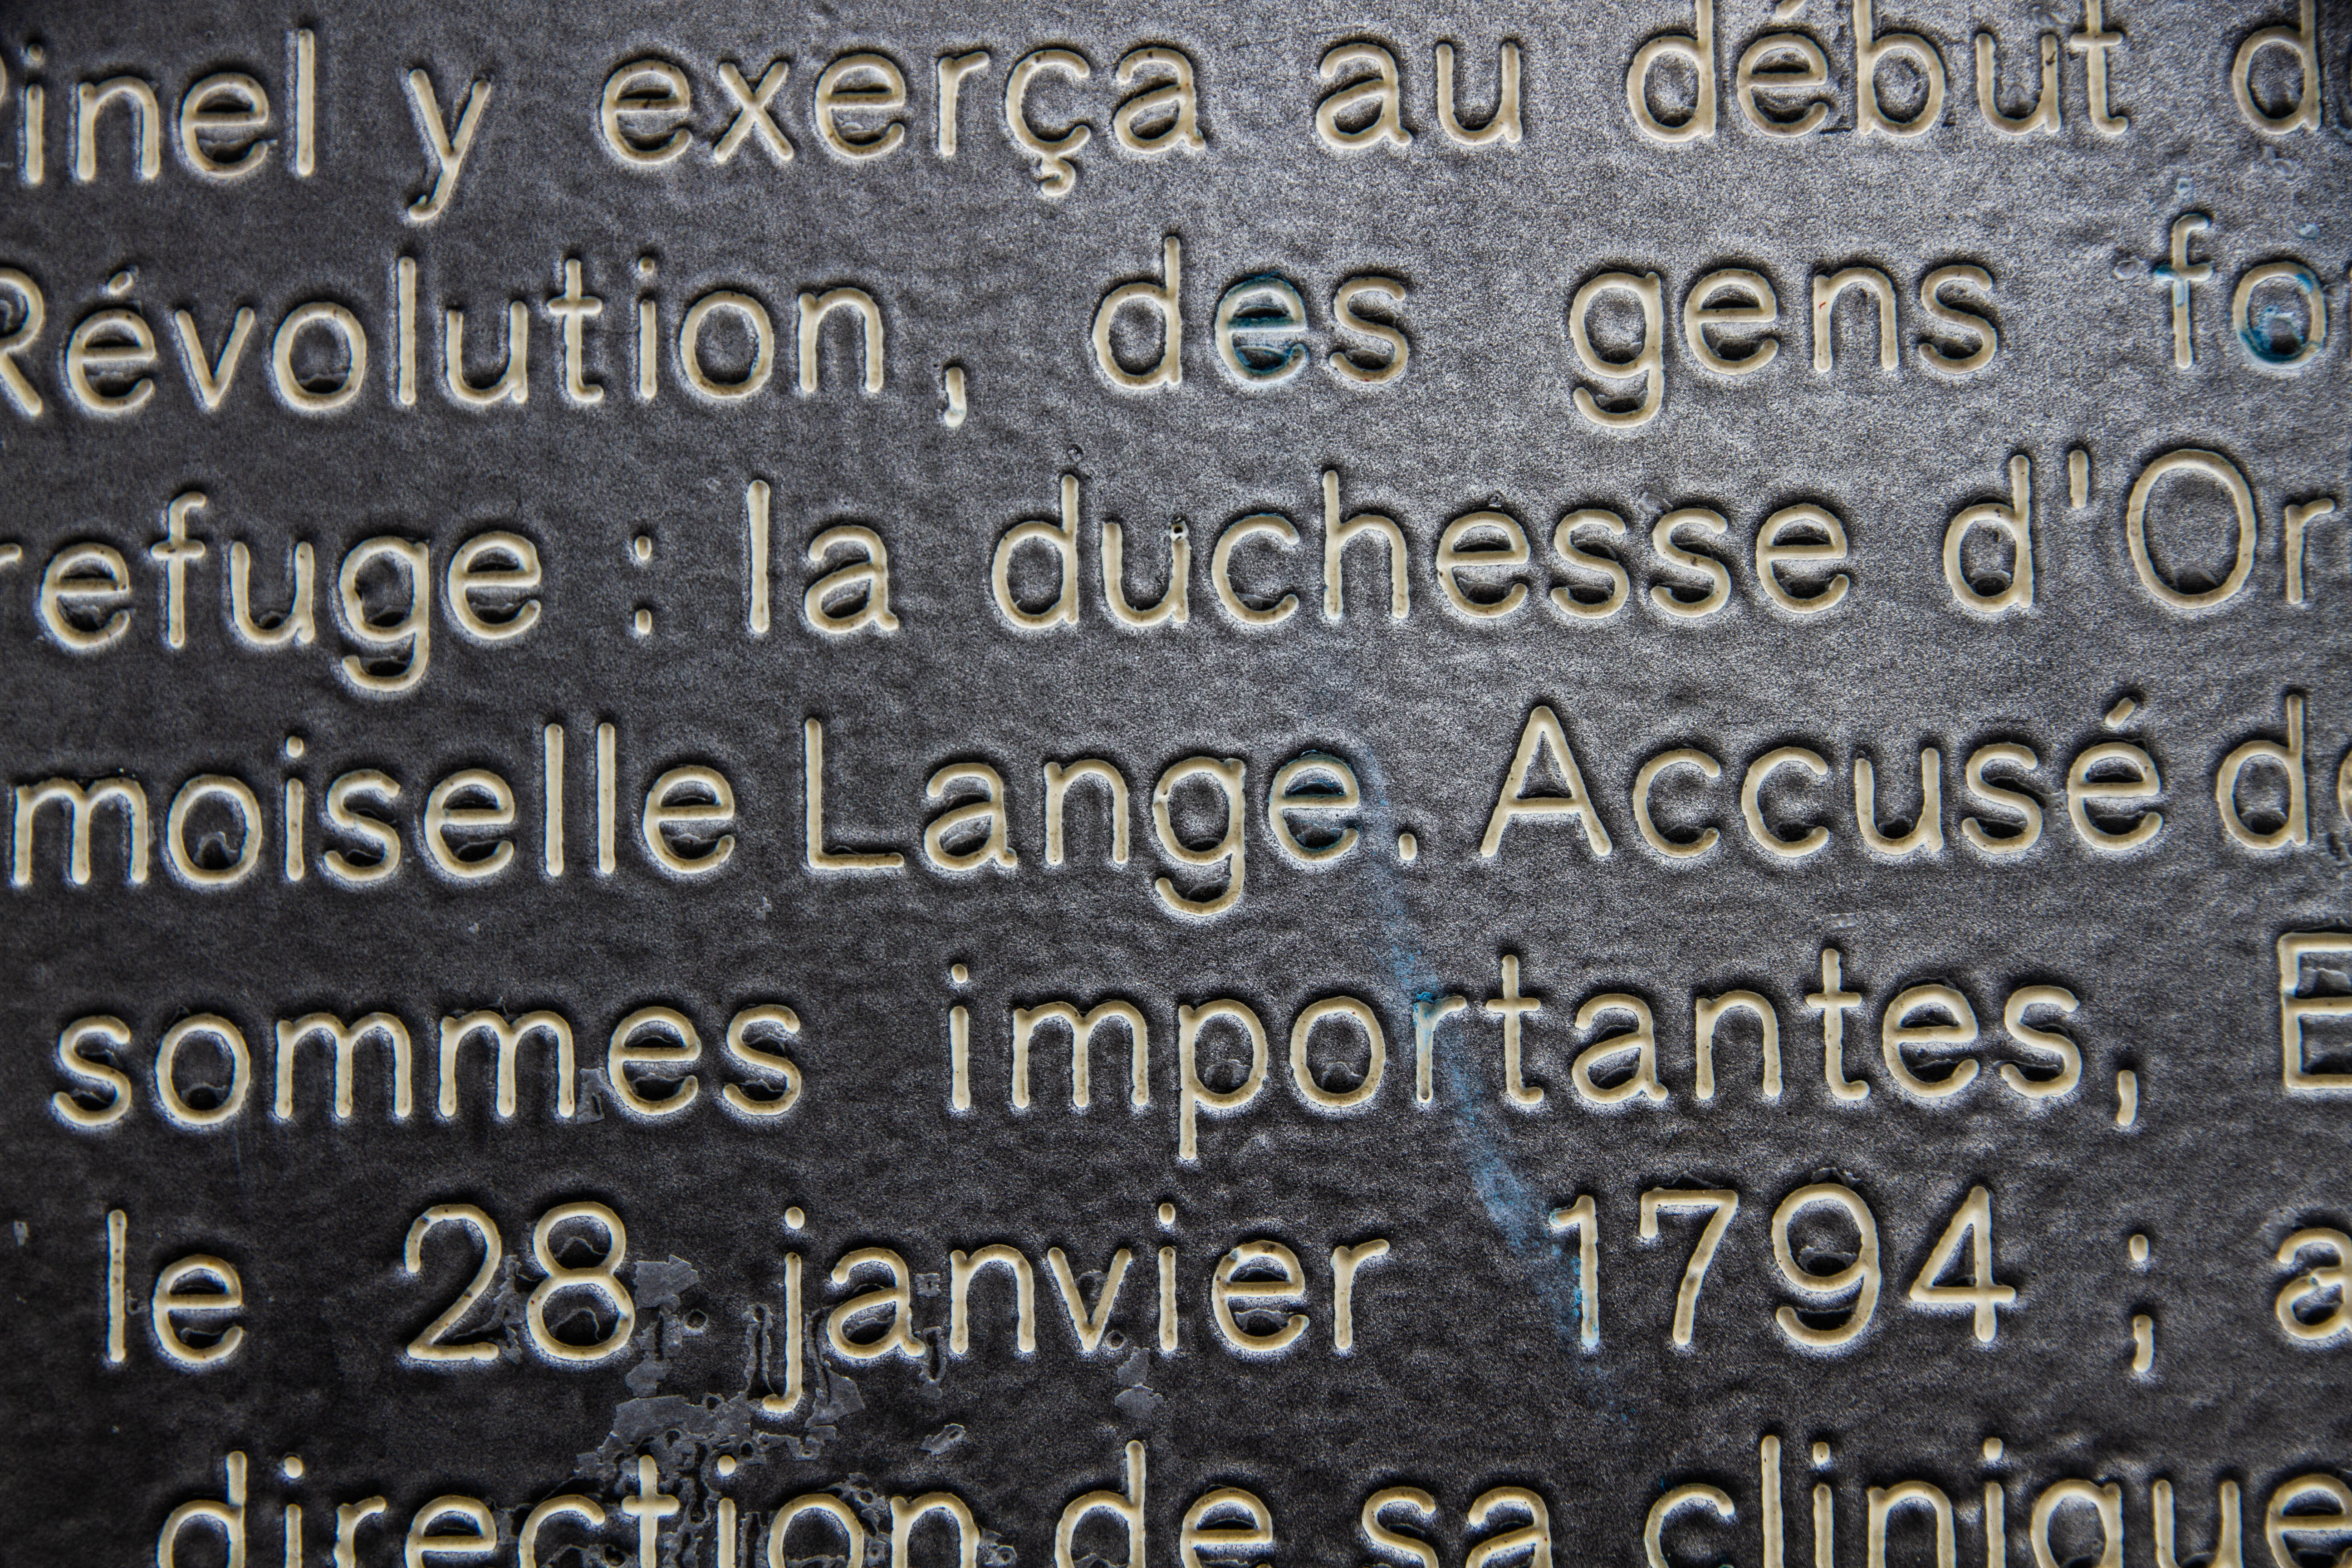 Pinel y exerça au début d
Révolution, des gens fo
refuge : la duchesse d'Or
moiselle Lange. Accusé de
sommes importantes, E
le 28 janvier 1794 ; a
direction de sa clinique